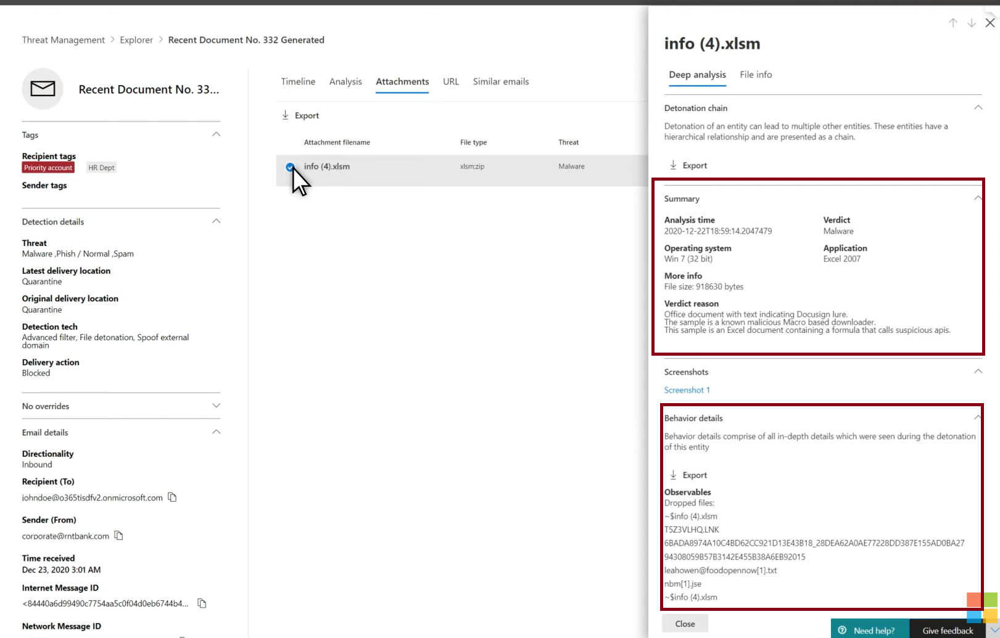 Threat Management > Explorer > Recent Document No. 332 Generated
Recent Document No. 33...
Tags
Recipient tags
Priority account HR Dept
Sender tags
Detection details
Threat
Malware ,Phish / Normal ,Spam
Latest delivery location
Quarantine
Original delivery location
Quarantine
Detection tech
Advanced filter, File detonation, Spoof external
domain
Delivery action
Blocked
No overrides
Email details
Directionality
Inbound
Recipient (To)
johndoe@o365tisdfv2.onmicrosoft.com
Sender (From)
corporate@rntbank.com
Time received
Dec 23, 2020 3:01 AM
Internet Message ID
<84440a6d99490c7754aa5c0f04d0eb6744b4...
Network Message ID
Timeline Analysis Attachments URL Similar emails
Export
Attachment filename File type Threat
info (4).xlsm xlsm;zip Malware
info (4).xlsm
Deep analysis File info
Detonation chain
Detonation of an entity can lead to multiple other entities. These entities have a
hierarchical relationship and are presented as a chain.
Export
Summary
Analysis time Verdict
2020-12-22T18:59:14.2047479 Malware
Operating system Application
Win 7 (32 bit) Excel 2007
More info
File size: 918630 bytes
Verdict reason
Office document with text indicating Docusign lure.
The sample is a known malicious Macro based downloader.
This sample is an Excel document containing a formula that calls suspicious apis.
Screenshots
Screenshot 1
Behavior details
Behavior details comprise of all in-depth details which were seen during the detonation
of this entity
Export
Observables
Dropped files:
~$info (4).xlsm
T5Z3VLHQ.LNK
6BADA8974A10C4BD62CC921D13E43B18_28DEA62A0AE77228DD387E155AD0BA27
94308059B57B3142E455B38A6EB92015
leahowen@foodopennow[1].txt
nbm[1].jse
~$info (4).xlsm
Close
Need help? Give feedback